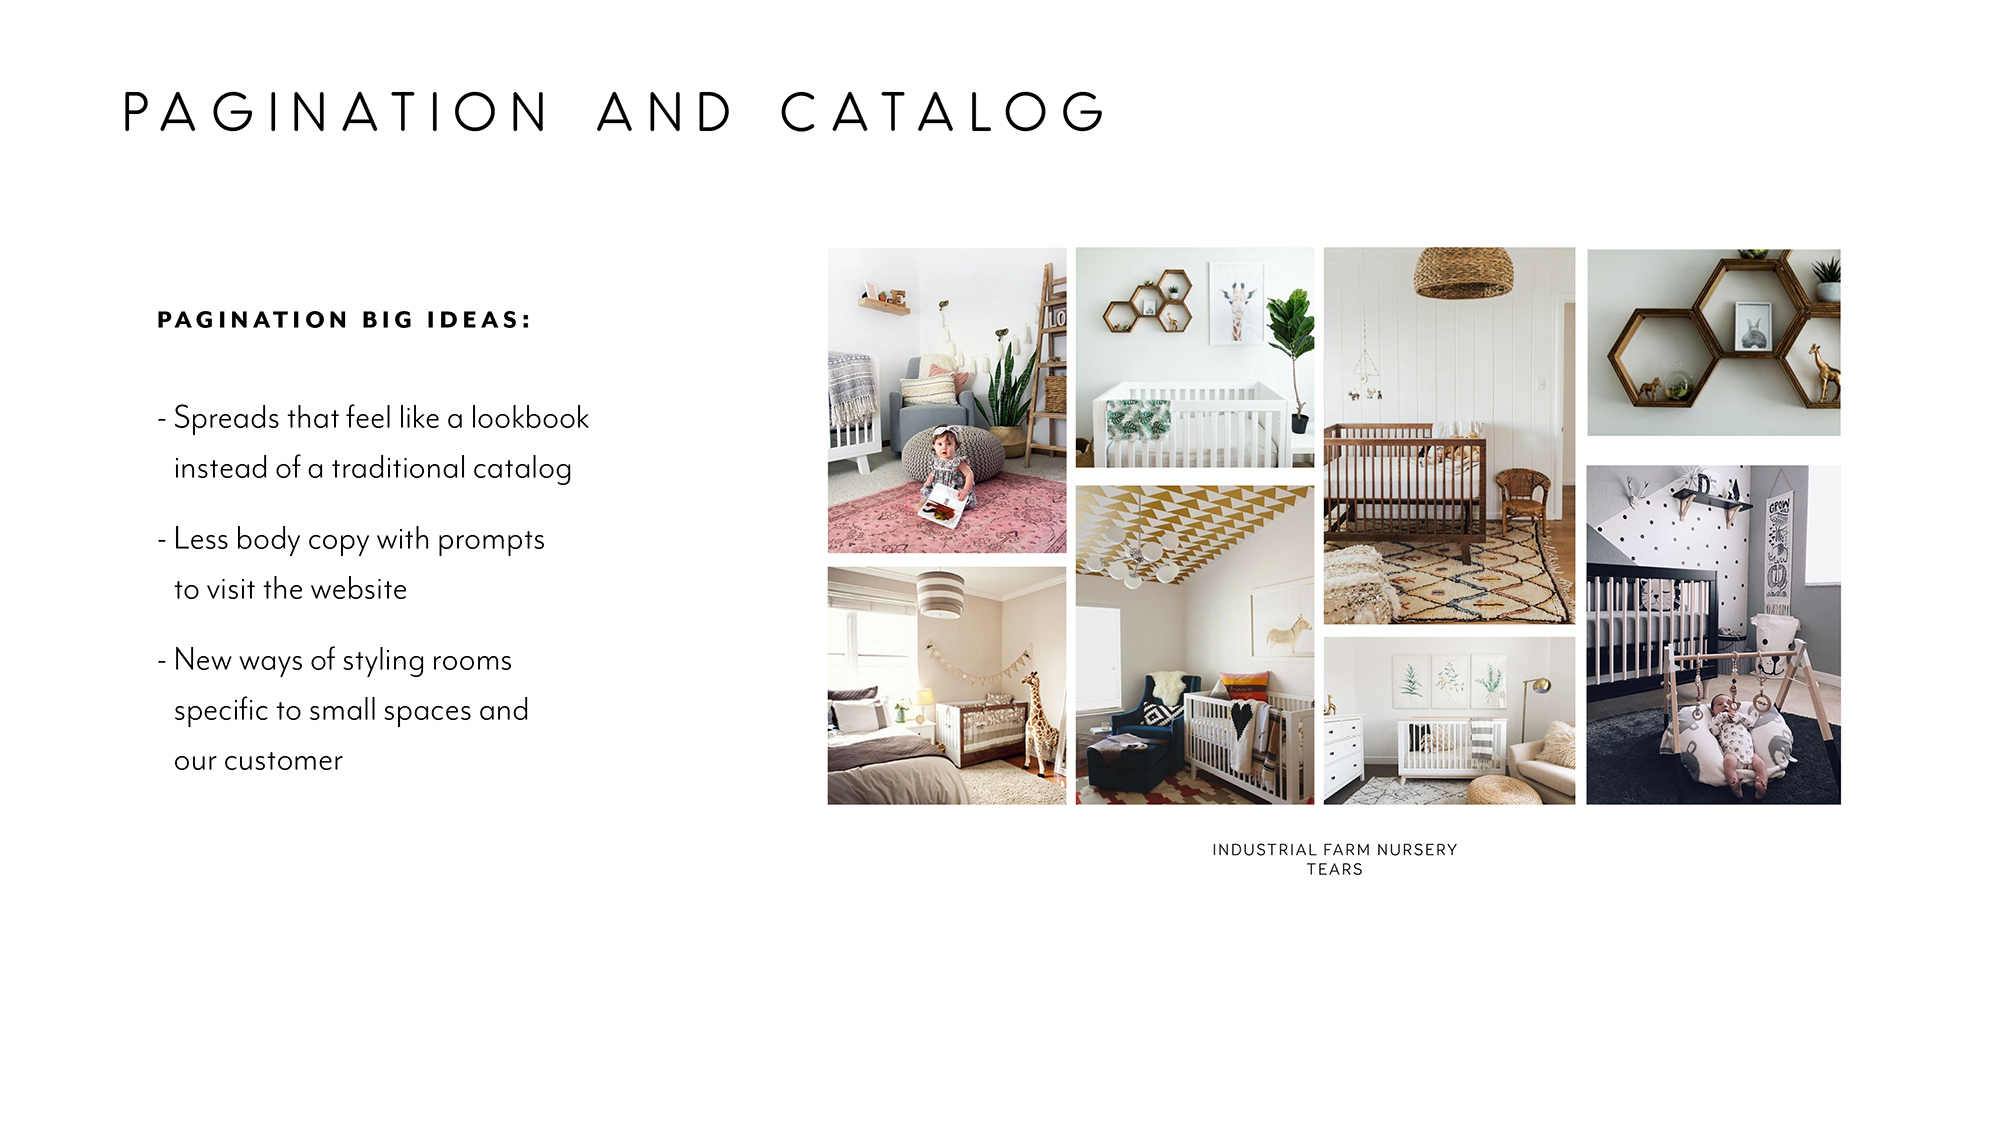 PAGINATION AND CATALOG
PAGINATION BIG IDEAS:
- Spreads that feel like a lookbook
instead of a traditional catalog
- Less body copy with prompts
to visit the website
- New ways of styling rooms
specific to small spaces and
our customer
E
LO
GROW
D
INDUSTRIAL FARM NURSERY
TEARS